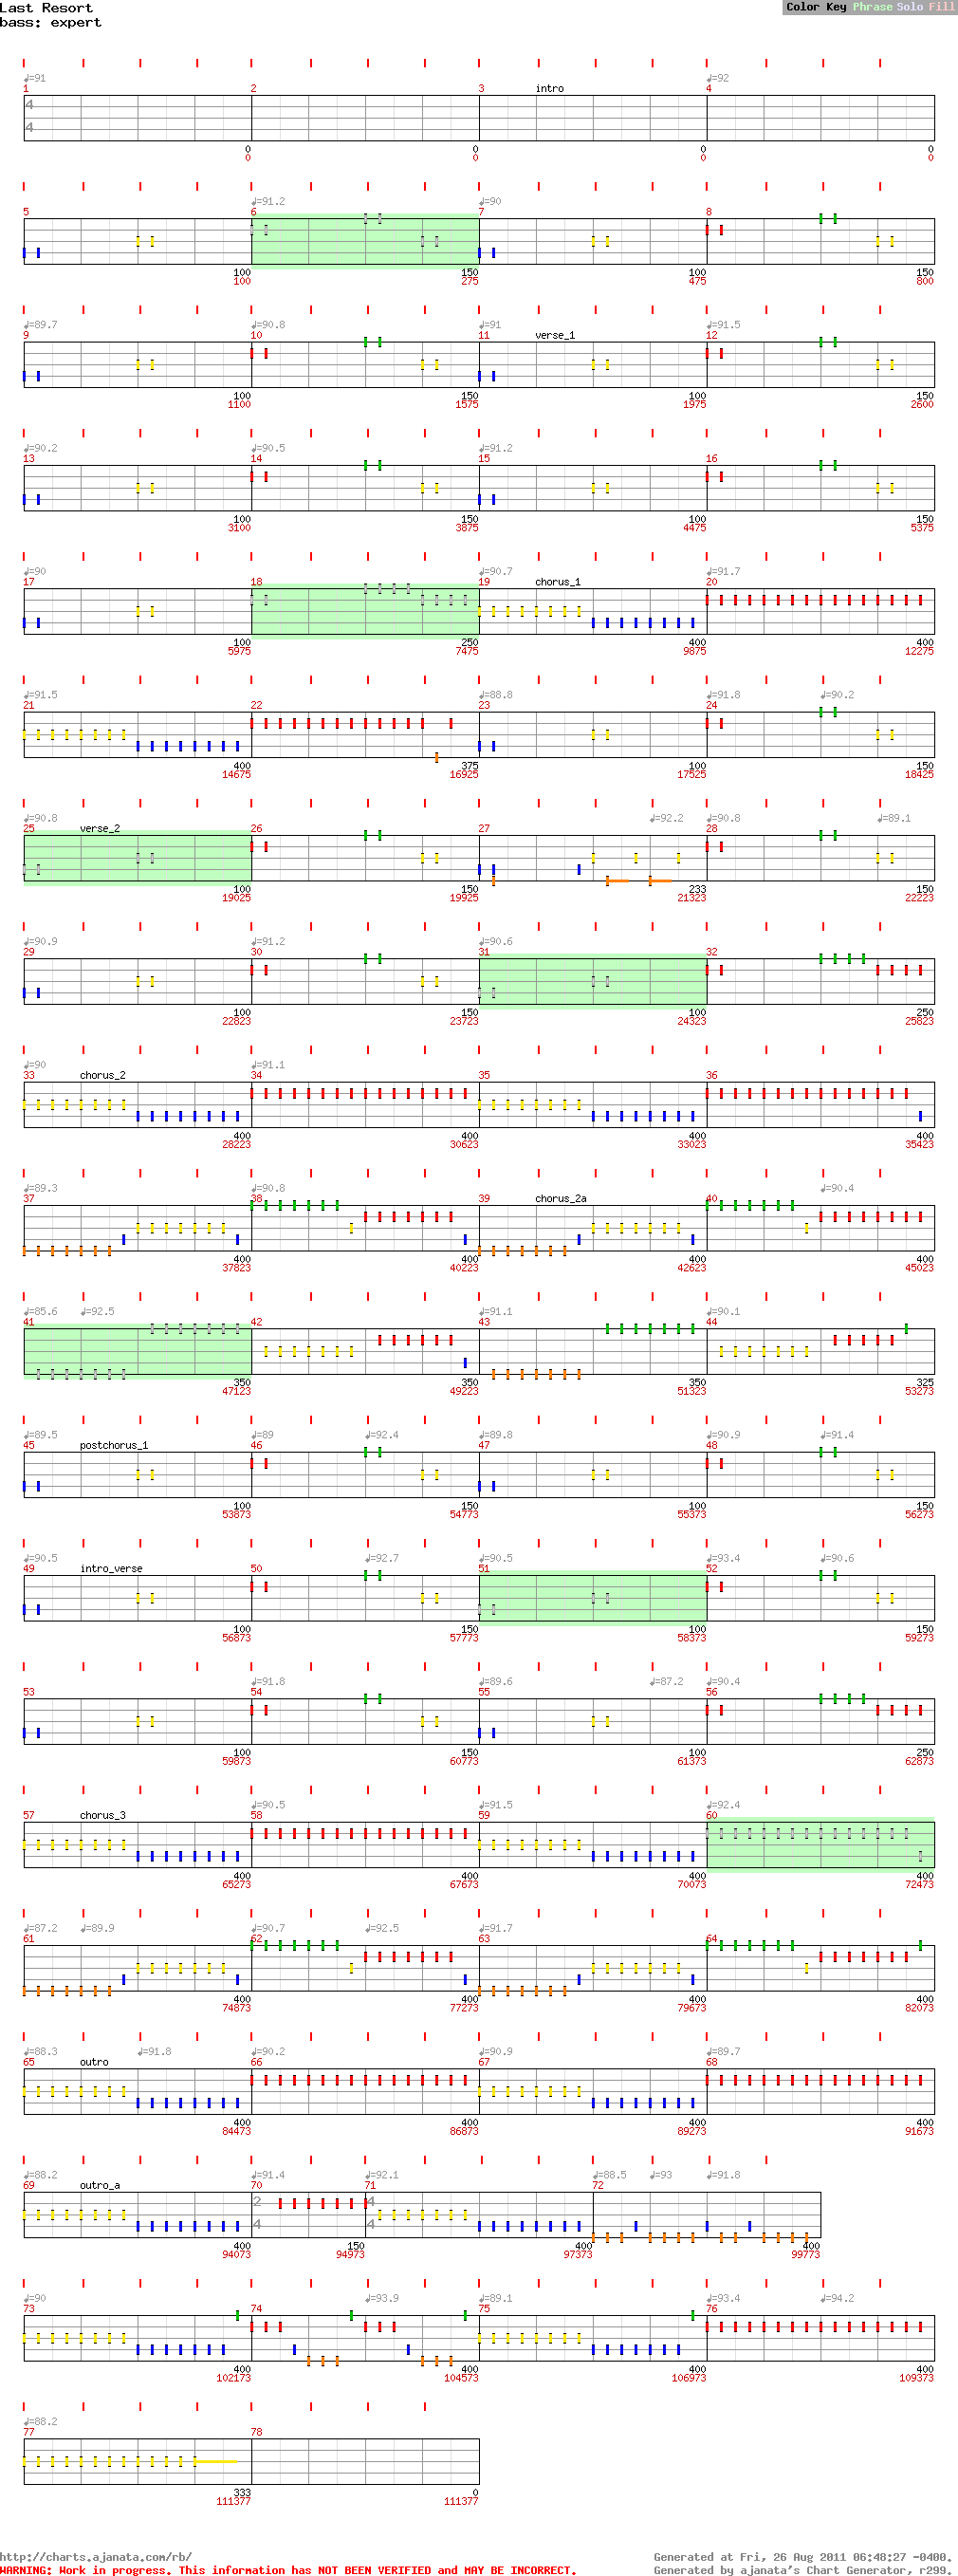 Last Resort
Color Key Phrase Solo Fill
bass: expert
♩=91 ♩=92
1 2 3 intro 4
4
4
0 0 0 0
0 0 0 0
♩=91.2 ♩=90
5 6 7 8
100 150 100 150
100 275 475 800
♩=89.7 ♩=90.8 ♩=91 ♩=91.5
9 10 11 verse_1 12
100 150 100 150
1100 1575 1975 2600
♩=90.2 ♩=90.5 ♩=91.2
13 14 15 16
100 150 100 150
3100 3875 4475 5375
♩=90 ♩=90.7 ♩=91.7
17 18 19 chorus_1 20
100 250 400 400
5975 7475 9875 12275
♩=91.5 ♩=88.8 ♩=91.8 ♩=90.2
21 22 23 24
400 375 100 150
14675 16925 17525 18425
♩=90.8 ♩=92.2 ♩=90.8 ♩=89.1
25 verse_2 26 27 28
100 150 233 150
19025 19925 21323 22223
♩=90.9 ♩=91.2 ♩=90.6
29 30 31 32
100 150 100 250
22823 23723 24323 25823
♩=90 ♩=91.1
33 chorus_2 34 35 36
400 400 400 400
28223 30623 33023 35423
♩=89.3 ♩=90.8 ♩=90.4
37 38 39 chorus_2a 40
400 400 400 400
37823 40223 42623 45023
♩=85.6 ♩=92.5 ♩=91.1 ♩=90.1
41 42 43 44
350 350 350 325
47123 49223 51323 53273
♩=89.5 ♩=89 ♩=92.4 ♩=89.8 ♩=90.9 ♩=91.4
45 postchorus_1 46 47 48
100 150 100 150
53873 54773 55373 56273
♩=90.5 ♩=92.7 ♩=90.5 ♩=93.4 ♩=90.6
49 intro_verse 50 51 52
100 150 100 150
56873 57773 58373 59273
♩=91.8 ♩=89.6 ♩=87.2 ♩=90.4
53 54 55 56
100 150 100 250
59873 60773 61373 62873
♩=90.5 ♩=91.5 ♩=92.4
57 chorus_3 58 59 60
400 400 400 400
65273 67673 70073 72473
♩=87.2 ♩=89.9 ♩=90.7 ♩=92.5 ♩=91.7
61 62 63 64
400 400 400 400
74873 77273 79673 82073
♩=88.3 ♩=91.8 ♩=90.2 ♩=90.9 ♩=89.7
65 outro 66 67 68
400 400 400 400
84473 86873 89273 91673
♩=88.2 ♩=91.4 ♩=92.1 ♩=88.5 ♩=93 ♩=91.8
69 outro_a 70 71 72
2 4
4 4
400 150 400 400
94073 94973 97373 99773
♩=90 ♩=93.9 ♩=89.1 ♩=93.4 ♩=94.2
73 74 75 76
400 400 400 400
102173 104573 106973 109373
♩=88.2
77 78
333 0
111377 111377
http://charts.ajanata.com/rb/
Generated at Fri, 26 Aug 2011 06:48:27 -0400.
WARNING: Work in progress. This information has NOT BEEN VERIFIED and MAY BE INCORRECT.
Generated by ajanata's Chart Generator, r299.